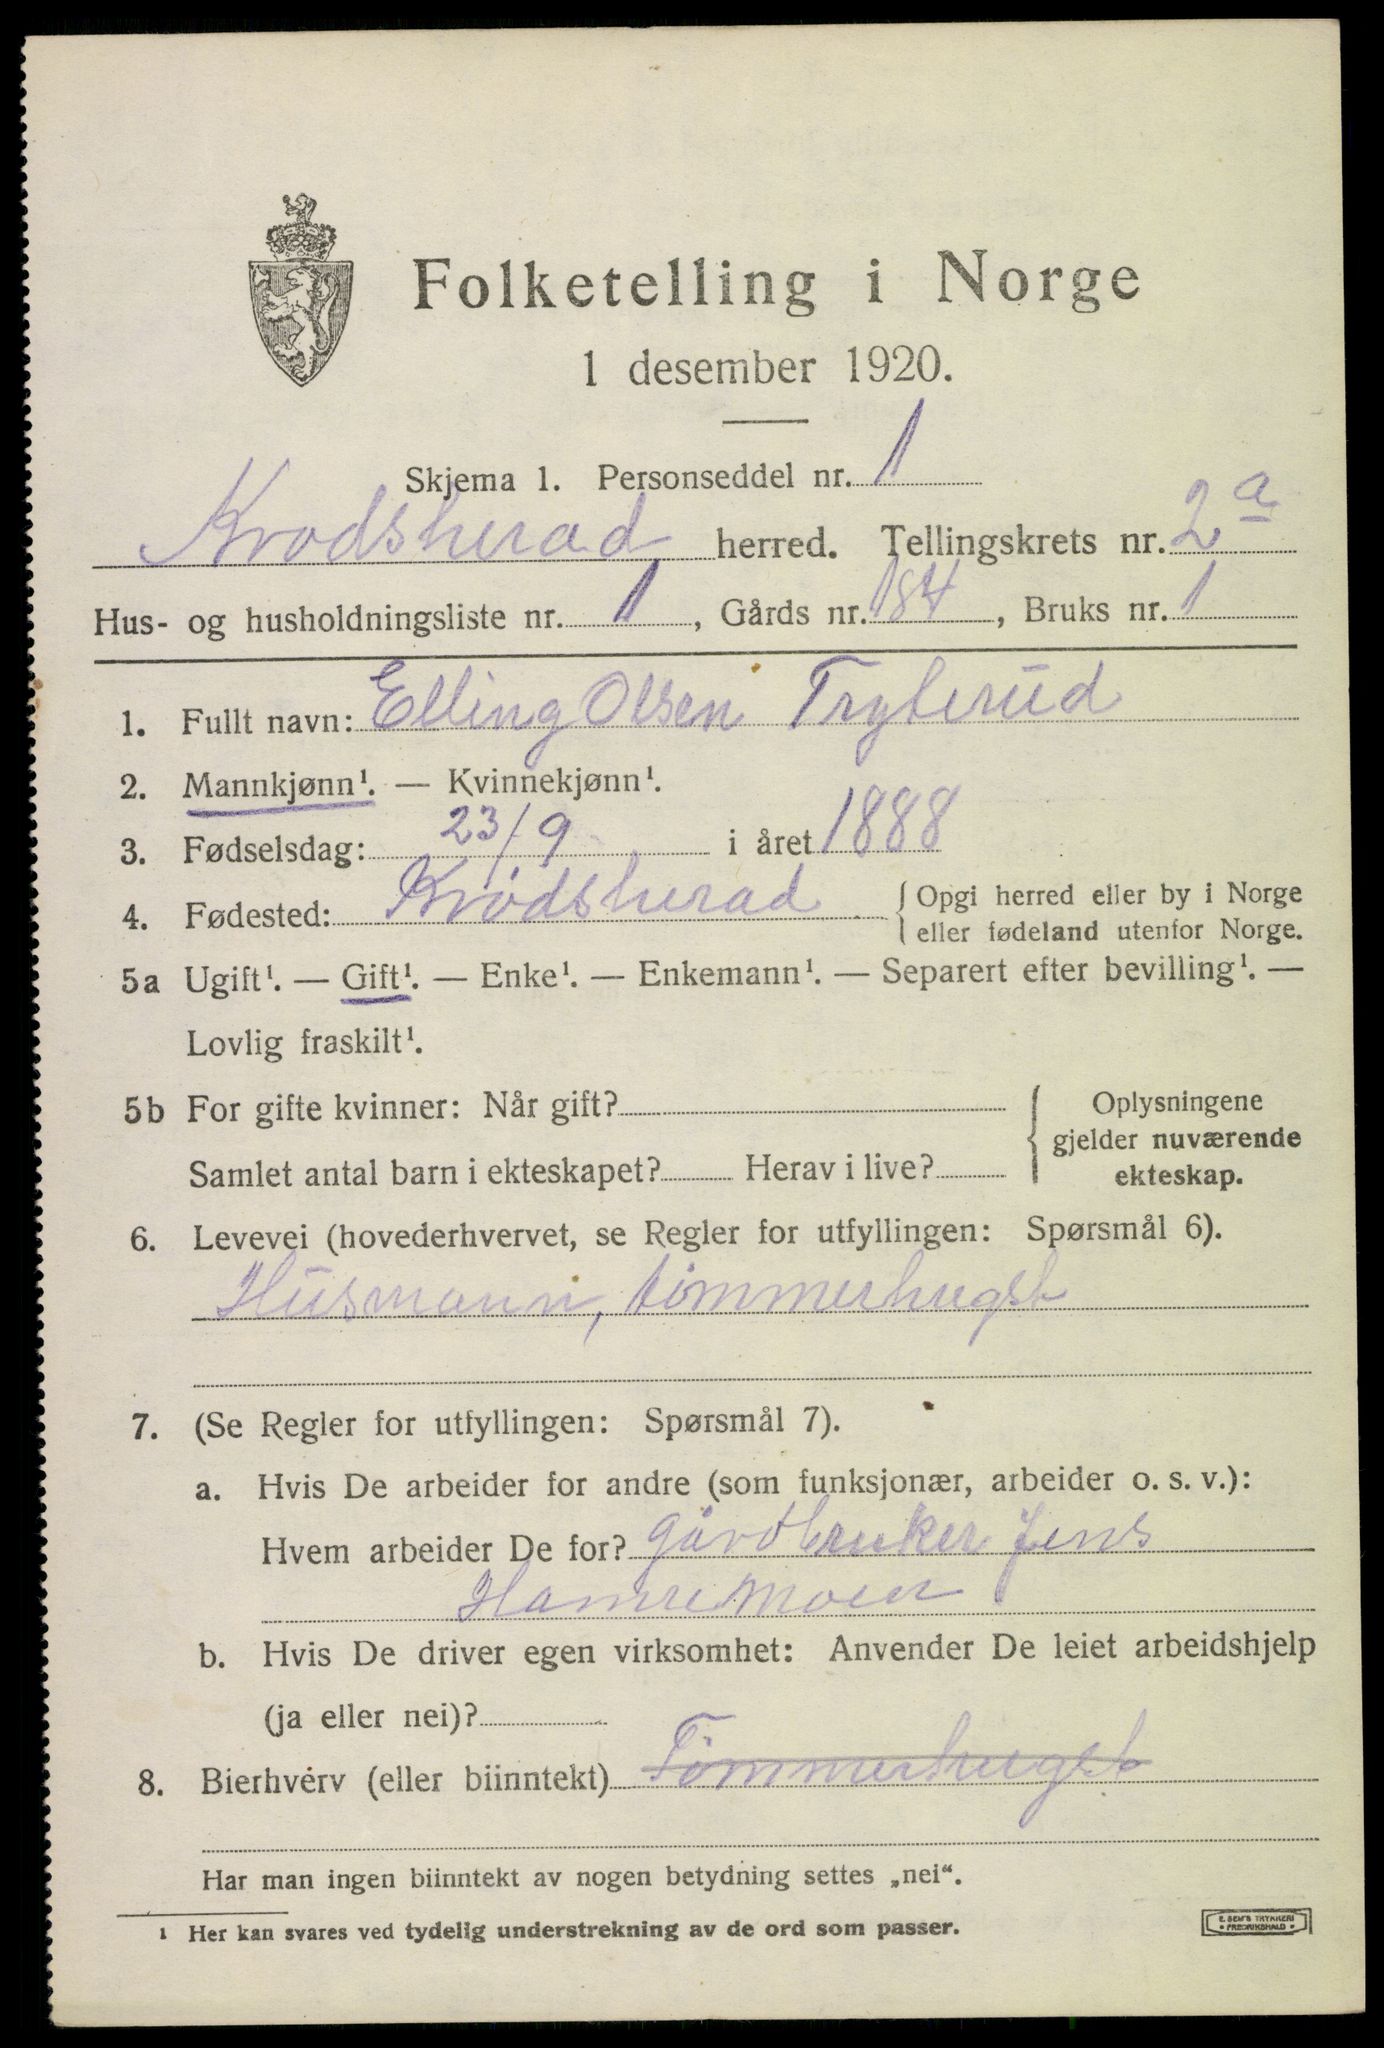 Folketelling i Norge
1 desember 1920.
Skjema 1. Personseddel nr. 1
Krødsherad herred. Tellingskrets nr. 2a
Hus- og husholdningsliste nr. 1, Gårds nr. 184, Bruks nr. 1
1. Fullt navn: Elling Olsen Tryterud
2. Mannkjønn¹. — Kvinnekjønn¹.
3. Fødselsdag: 23/9 i året 1888
4. Fødested: Krødsherad { Opgi herred eller by i Norge
eller fødeland utenfor Norge.
5a Ugift¹. — Gift¹. — Enke¹. — Enkemann¹. — Separert efter bevilling¹. —
Lovlig fraskilt¹.
5b For gifte kvinner: Når gift? { Oplysningene
gjelder nuværende
Samlet antal barn i ekteskapet? Herav i live? ekteskap.
6. Levevei (hovederhvervet, se Regler for utfyllingen: Spørsmål 6).
Husmann, tømmerhugst
7. (Se Regler for utfyllingen: Spørsmål 7).
a. Hvis De arbeider for andre (som funksjonær, arbeider o. s. v.):
Hvem arbeider De for? gårdbruker Jens
Hamremoen
b. Hvis De driver egen virksomhet: Anvender De leiet arbeidshjelp
(ja eller nei)?
8. Bierhverv (eller biinntekt) Tømmerhugst
Har man ingen biinntekt av nogen betydning settes „nei“.
¹ Her kan svares ved tydelig understrekning av de ord som passer.
E. SEM'S TRYKKERI
• FREDRIKSHALD •